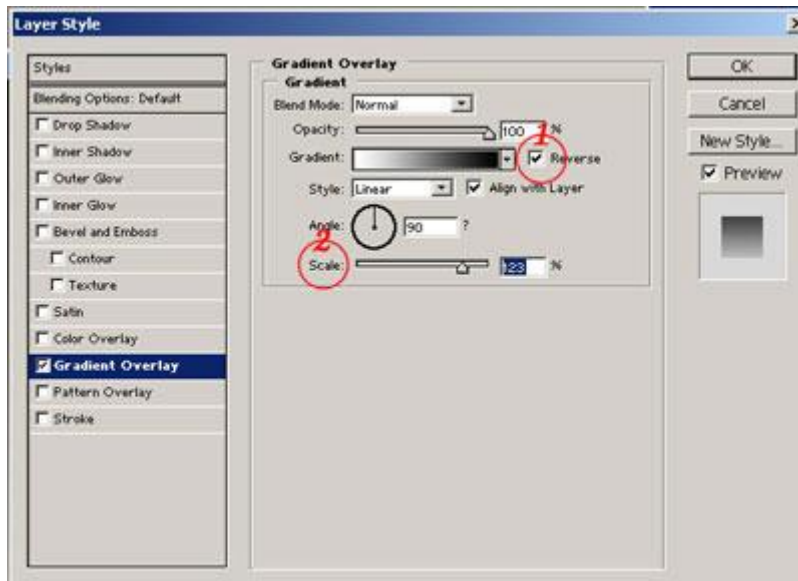 Layer Style
Styles
Blending Options: Default
Drop Shadow
Inner Shadow
Outer Glow
Inner Glow
Bevel and Emboss
Contour
Texture
Satin
Color Overlay
Gradient Overlay
Pattern Overlay
Stroke
Gradient Overlay
Gradient
Blend Mode: Normal
Opacity: 100 %
1
Gradient: Reverse
Style: Linear Align with Layer
Angle: 90 ?
2
Scale: 123 %
OK
Cancel
New Style...
Preview